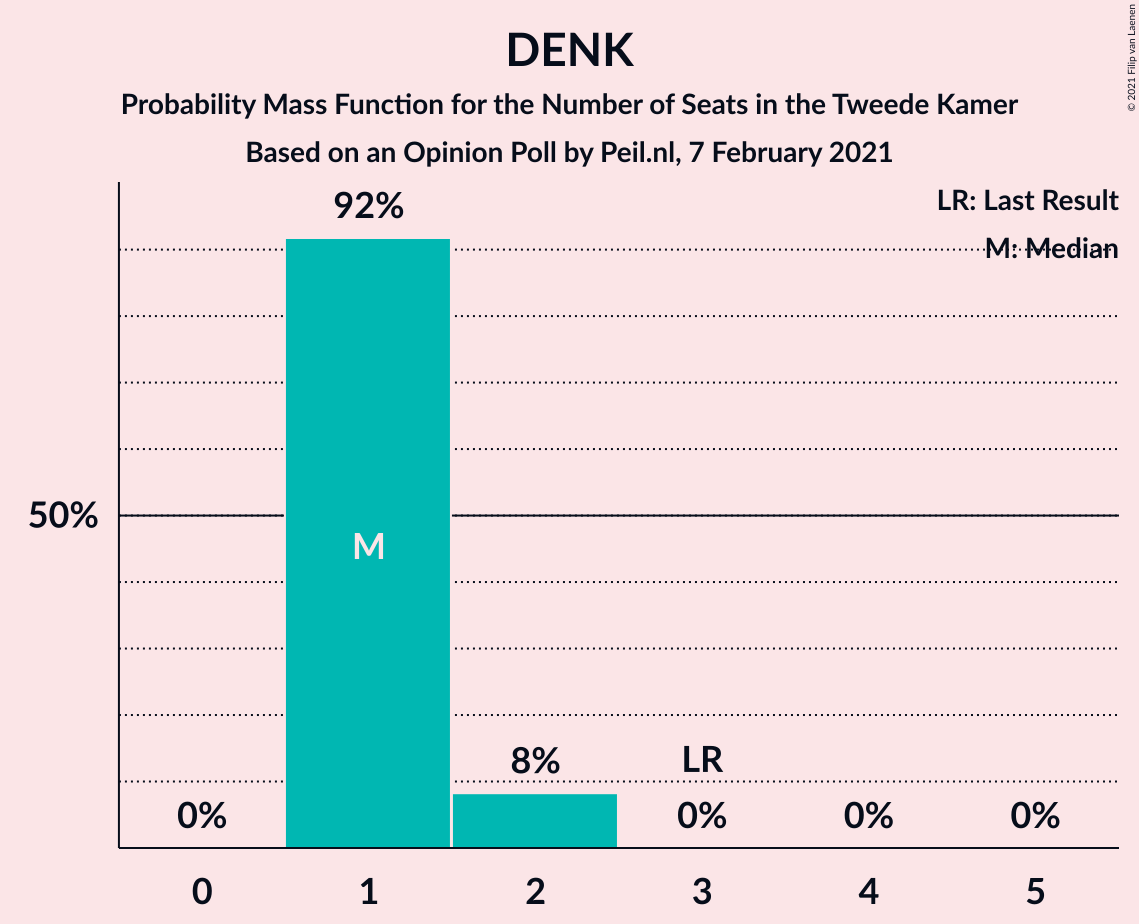 DENK
Probability Mass Function for the Number of Seats in the Tweede Kamer
Based on an Opinion Poll by Peil.nl, 7 February 2021
© 2021 Filip van Laenen
LR: Last Result
M: Median
92%
50%
M
8%
LR
0%
0%
0%
0%
0
1
2
3
4
5